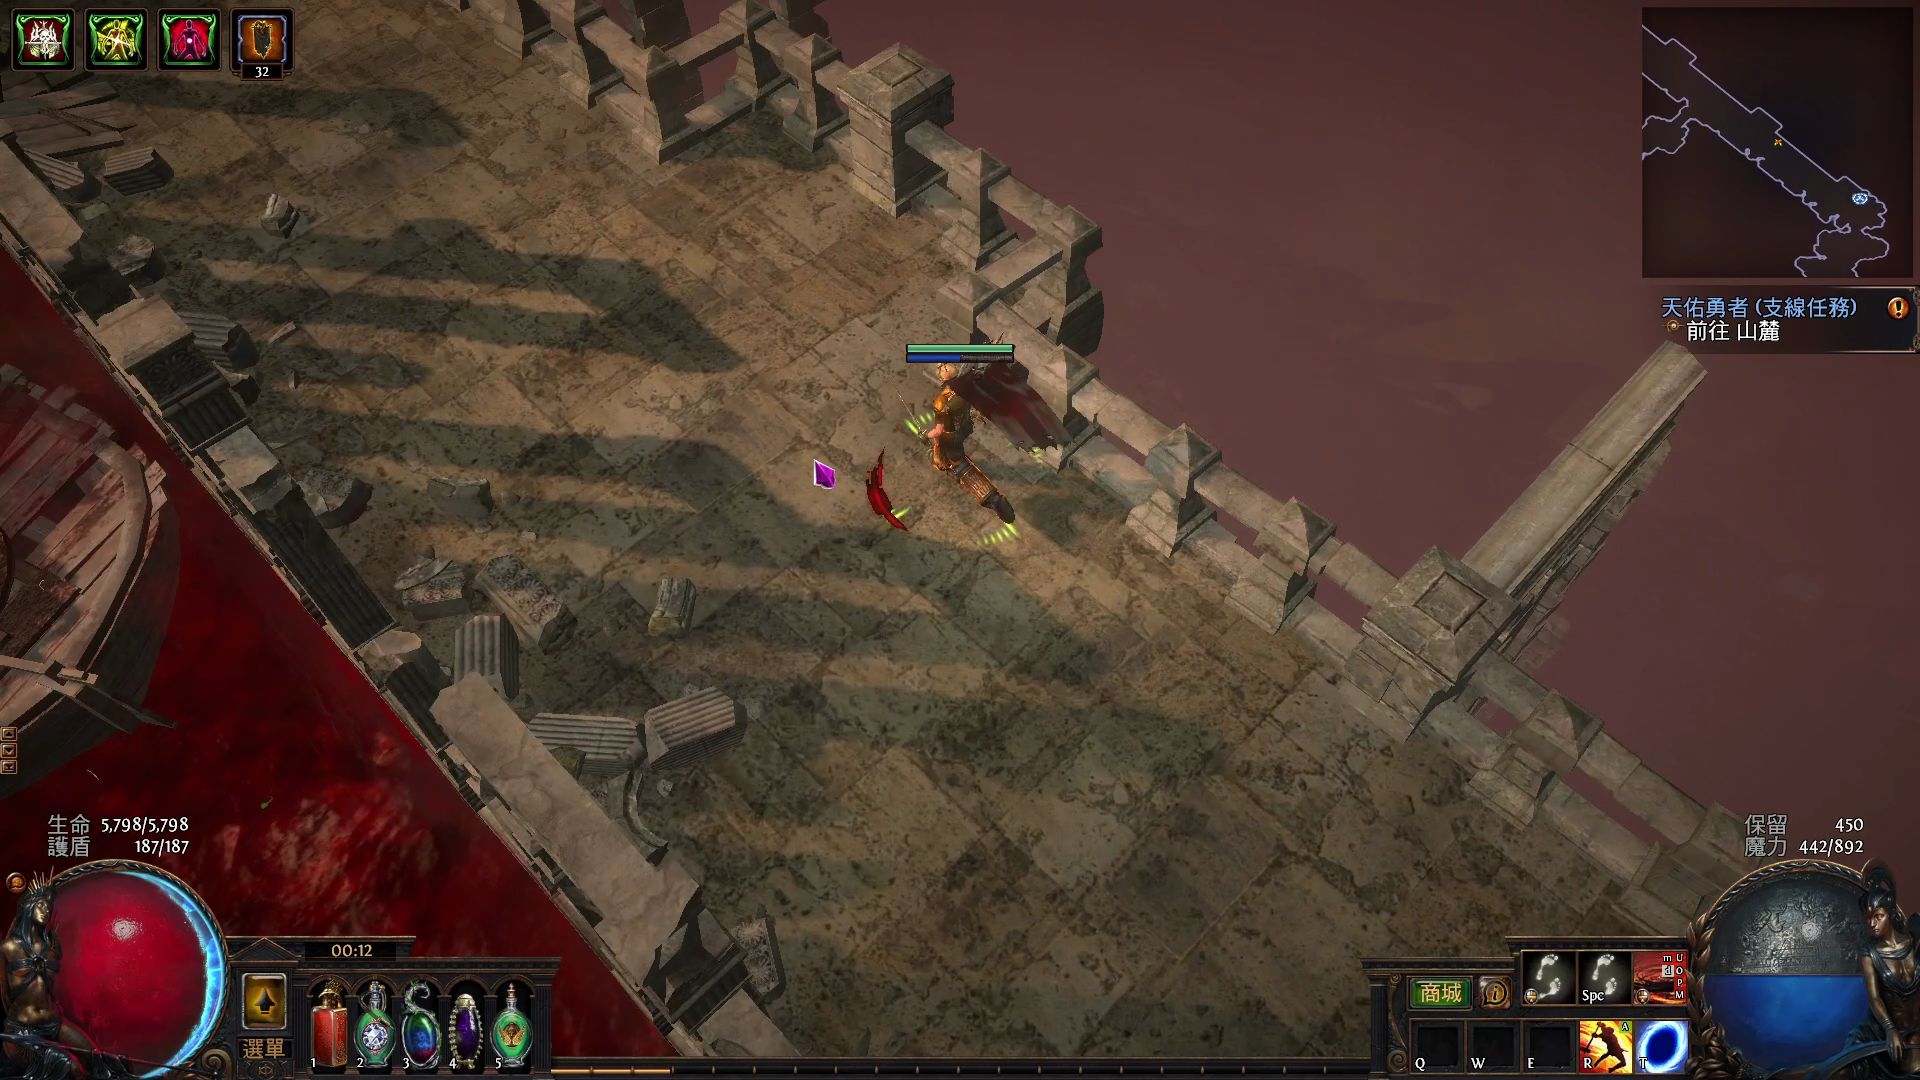 32
天佑勇者 (支線任務)
前往 山麓
生命 5,798/5,798
護盾 187/187
保留 450
魔力 442/892
00:12
選單
1 2 3 4 5
商城
Spc
m U
d O
P
M
Q W E R A T